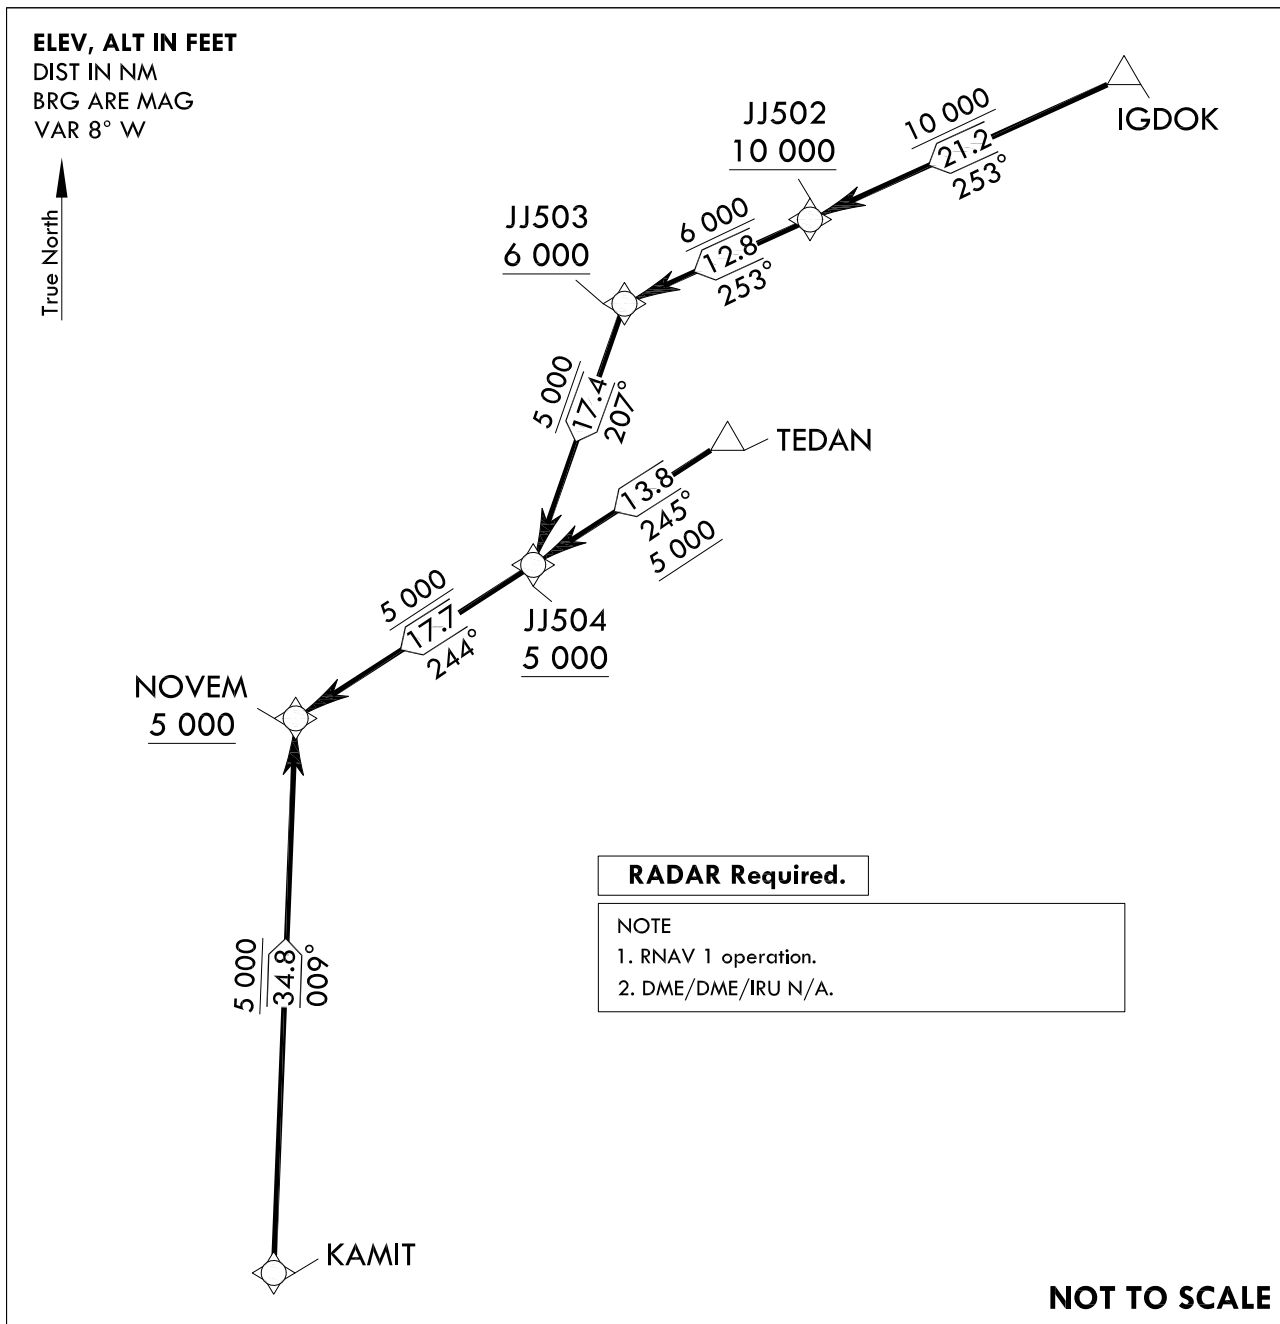 ELEV, ALT IN FEET
DIST IN NM
BRG ARE MAG
VAR 8° W
True North
IGDOK
10 000
21.2
253°
JJ502
10 000
6 000
12.8
253°
JJ503
6 000
5 000
17.4
207°
TEDAN
13.8
245°
5 000
JJ504
5 000
5 000
17.7
244°
NOVEM
5 000
5 000
34.8
009°
KAMIT
RADAR Required.
NOTE
1. RNAV 1 operation.
2. DME/DME/IRU N/A.
NOT TO SCALE